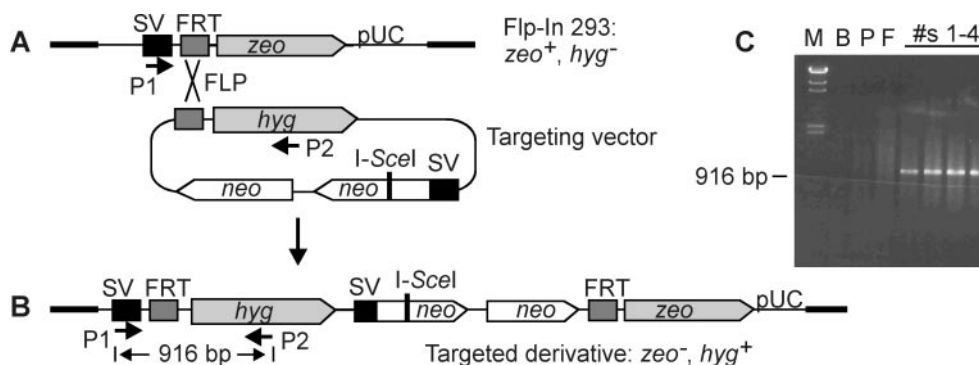 A
SV FRT zeo pUC
P1
FLP
Flp-In 293:
zeo+, hyg-
hyg
P2
Targeting vector
I-SceI SV
neo neo
B
SV FRT hyg SV I-SceI neo neo FRT zeo pUC
P1 P2
916 bp
Targeted derivative: zeo-, hyg+
C
M B P F #s 1-4
916 bp